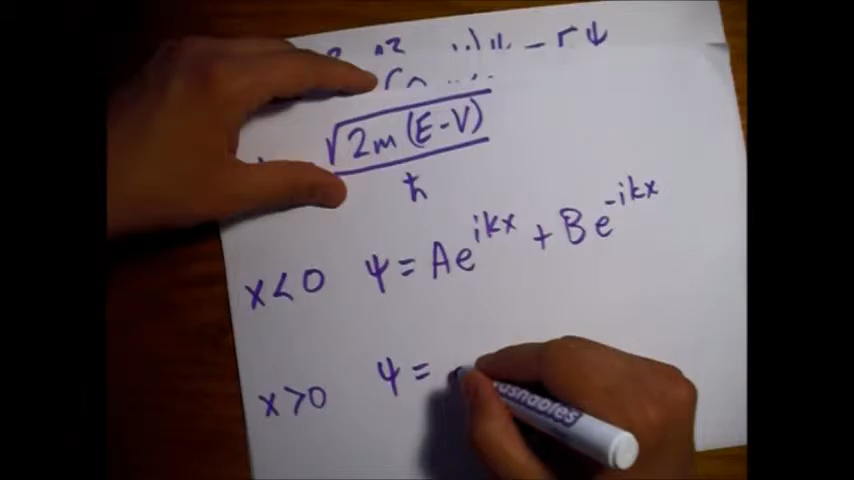 √2m(E-V)
ħ
x<0 ψ = Ae^{ikx} + Be^{-ikx}
x>0 ψ =